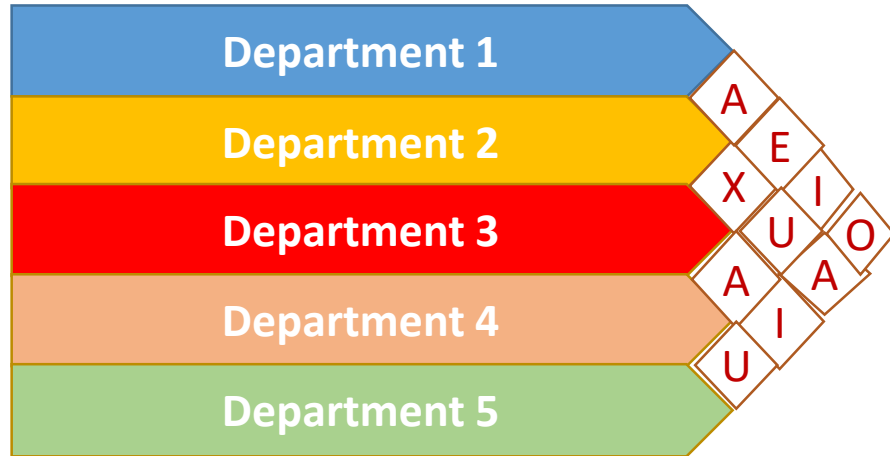 Department 1
A
Department 2
E
X
I
Department 3
U
O
A
A
Department 4
I
U
Department 5